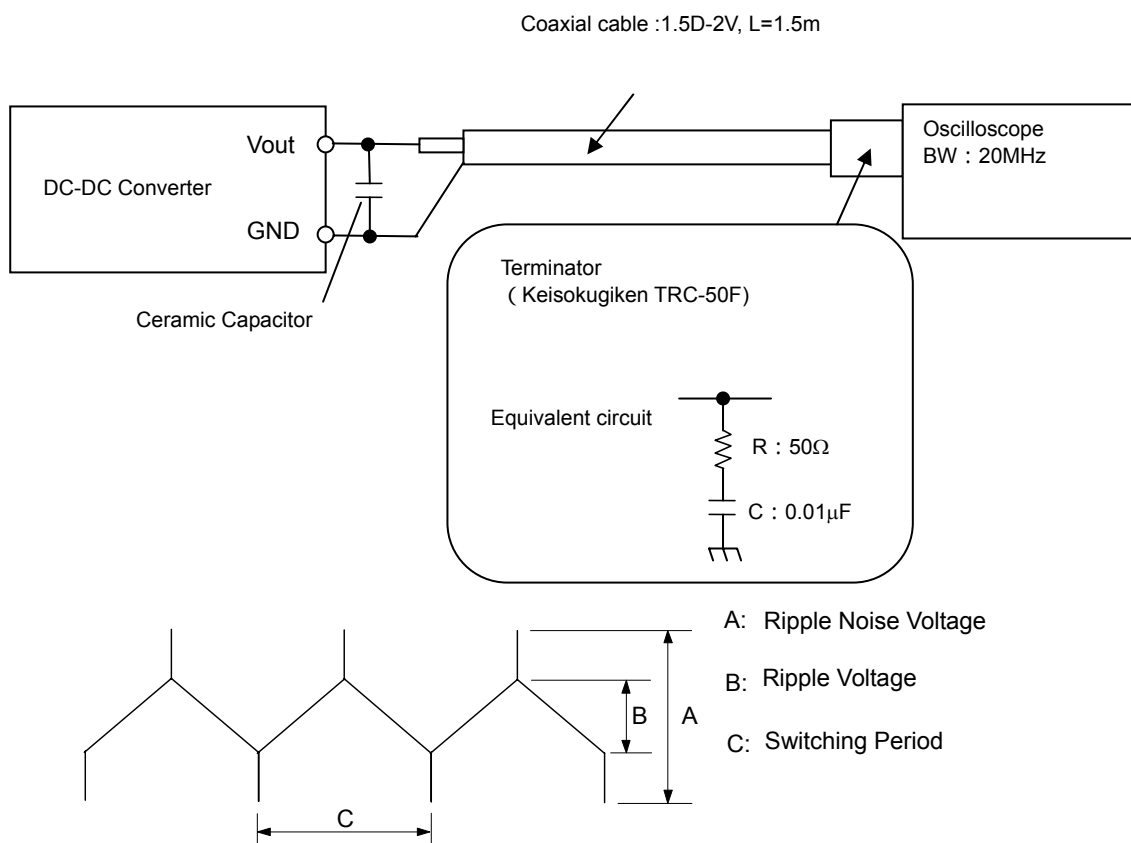 Coaxial cable :1.5D-2V, L=1.5m
Vout
DC-DC Converter
GND
Ceramic Capacitor
Oscilloscope
BW：20MHz
Terminator
（ Keisokugiken TRC-50F)
Equivalent circuit
R：50Ω
C：0.01μF
A: Ripple Noise Voltage
B: Ripple Voltage
C: Switching Period
B
A
C